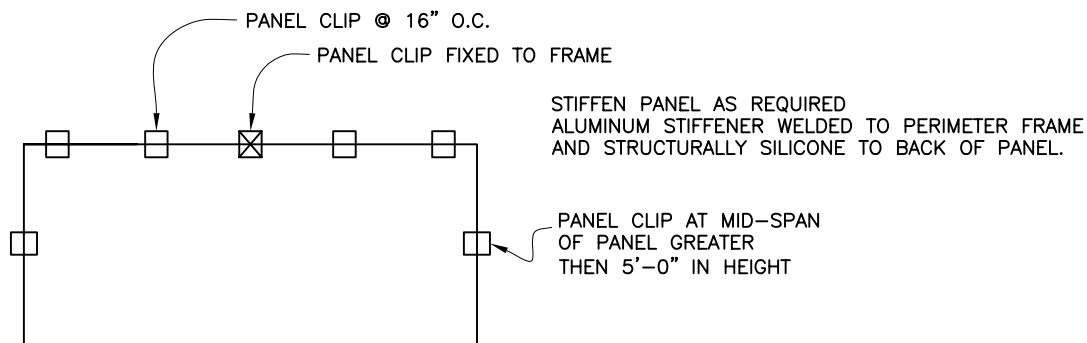 PANEL CLIP @ 16" O.C.
PANEL CLIP FIXED TO FRAME
STIFFEN PANEL AS REQUIRED
ALUMINUM STIFFENER WELDED TO PERIMETER FRAME
AND STRUCTURALLY SILICONE TO BACK OF PANEL.
PANEL CLIP AT MID-SPAN
OF PANEL GREATER
THEN 5'-0" IN HEIGHT